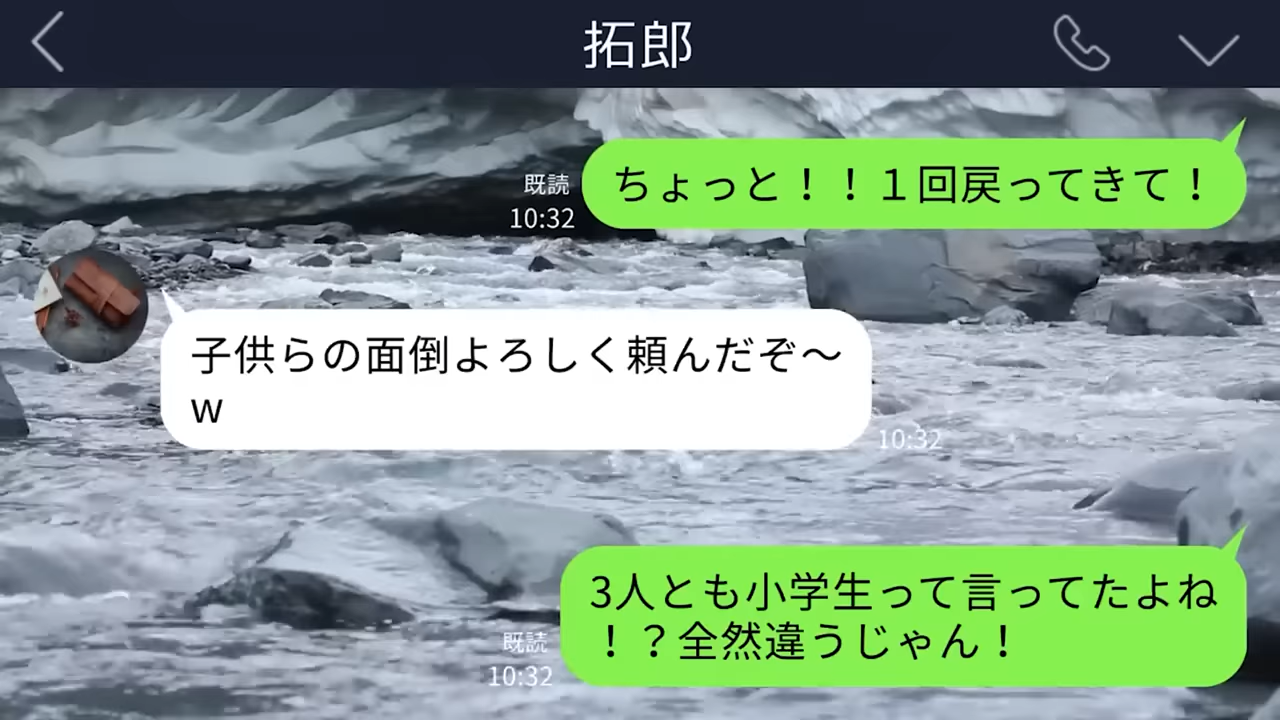 拓郎
ちょっと！！１回戻ってきて！
既読
10:32
子供らの面倒よろしく頼んだぞ～
w
10:32
3人とも小学生って言ってたよね
！？全然違うじゃん！
既読
10:32